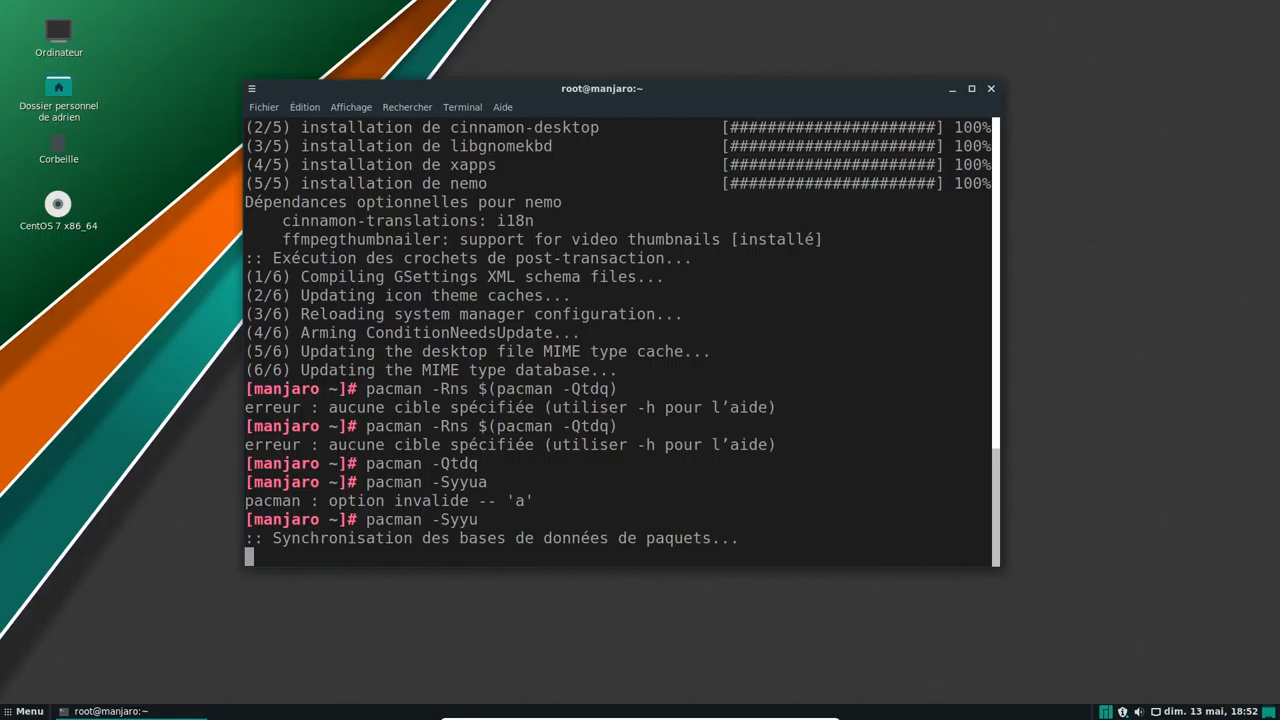 Ordinateur
Dossier personnel
de adrien
Corbeille
CentOS 7 x86_64
root@manjaro:~
Fichier Édition Affichage Rechercher Terminal Aide
(2/5) installation de cinnamon-desktop [######################] 100%
(3/5) installation de libgnomekbd [######################] 100%
(4/5) installation de xapps [######################] 100%
(5/5) installation de nemo [######################] 100%
Dépendances optionnelles pour nemo
cinnamon-translations: i18n
ffmpegthumbnailer: support for video thumbnails [installé]
:: Exécution des crochets de post-transaction...
(1/6) Compiling GSettings XML schema files...
(2/6) Updating icon theme caches...
(3/6) Reloading system manager configuration...
(4/6) Arming ConditionNeedsUpdate...
(5/6) Updating the desktop file MIME type cache...
(6/6) Updating the MIME type database...
[manjaro ~]# pacman -Rns $(pacman -Qtdq)
erreur : aucune cible spécifiée (utiliser -h pour l’aide)
[manjaro ~]# pacman -Rns $(pacman -Qtdq)
erreur : aucune cible spécifiée (utiliser -h pour l’aide)
[manjaro ~]# pacman -Qtdq
[manjaro ~]# pacman -Syyua
pacman : option invalide -- 'a'
[manjaro ~]# pacman -Syyu
:: Synchronisation des bases de données de paquets...
Menu root@manjaro:~ dim. 13 mai, 18:52